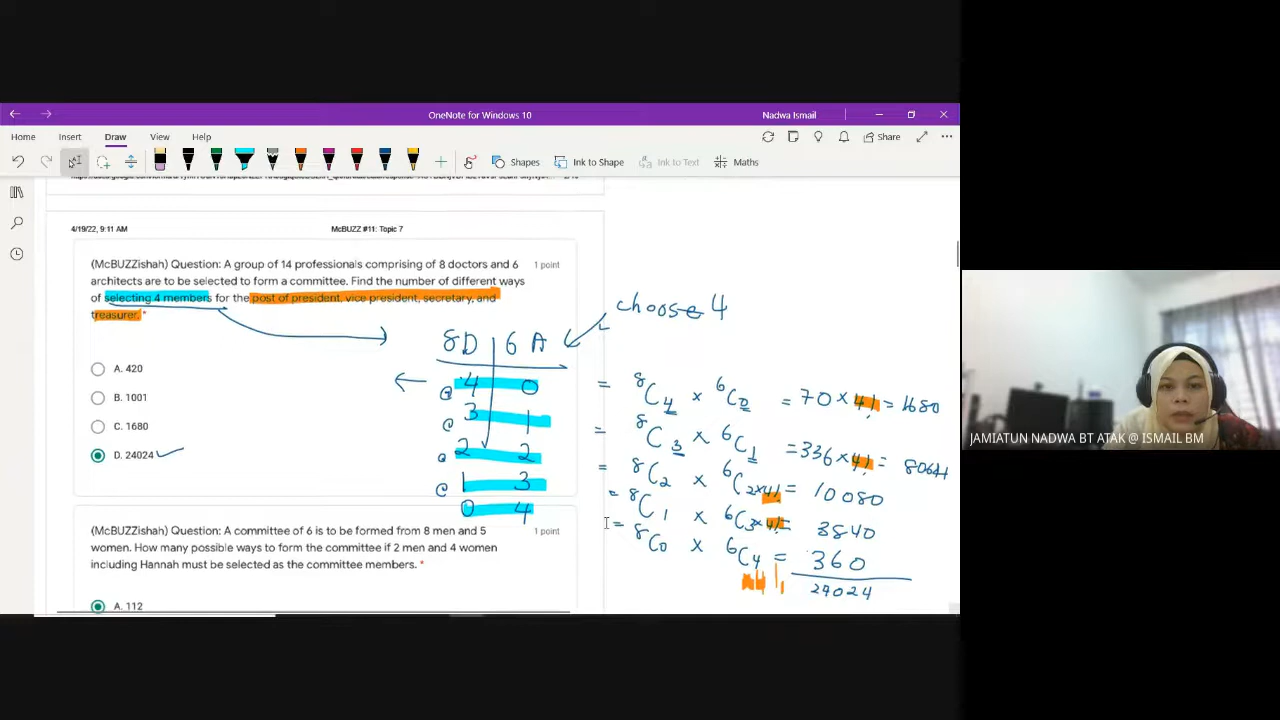 OneNote for Windows 10
Nadwa Ismail
Home Insert Draw View Help
Share
Shapes Ink to Shape Ink to Text Maths
4/19/22, 9:11 AM
McBUZZ #11: Topic 7
(McBUZZishah) Question: A group of 14 professionals comprising of 8 doctors and 6
1 point
architects are to be selected to form a committee. Find the number of different ways
of selecting 4 members for the post of president, vice president, secretary, and
treasurer. *
A. 420
B. 1001
C. 1680
D. 24024
choose 4
8D 6A
4 0 = ⁸C₄ × ⁶C₀ = 70 × 4! = 1680
@ 3 1 = ⁸C₃ × ⁶C₁ = 336 × 4! = 8064
@ 2 2 = ⁸C₂ × ⁶C₂ × 4! = 10080
@ 1 3 = ⁸C₁ × ⁶C₃ × 4! = 3840
0 4 = ⁸C₀ × ⁶C₄ = 360
24024
(McBUZZishah) Question: A committee of 6 is to be formed from 8 men and 5
1 point
women. How many possible ways to form the committee if 2 men and 4 women
including Hannah must be selected as the committee members. *
A. 112
JAMIATUN NADWA BT ATAK @ ISMAIL BM